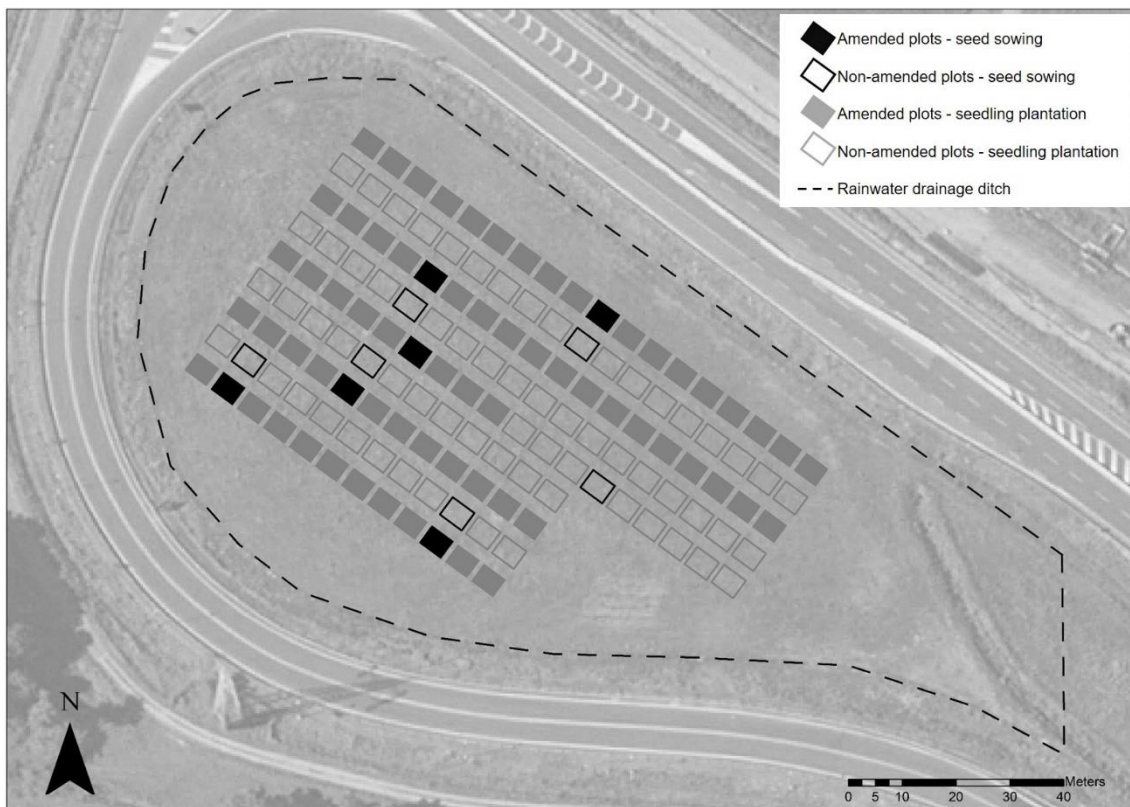 Amended plots - seed sowing
Non-amended plots - seed sowing
Amended plots - seedling plantation
Non-amended plots - seedling plantation
Rainwater drainage ditch
N
Meters
0 5 10 20 30 40